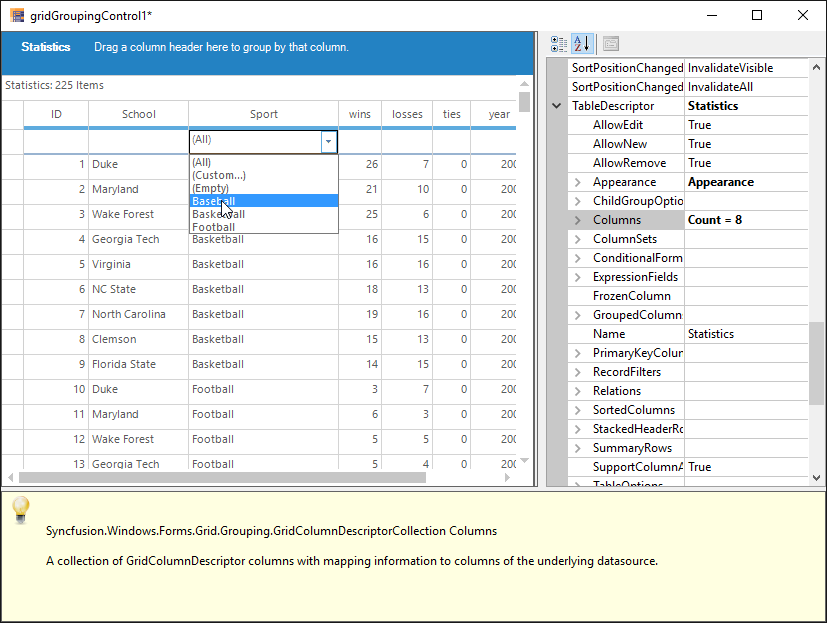 gridGroupingControl1*
Statistics Drag a column header here to group by that column.
Statistics: 225 Items
ID School Sport wins losses ties year
(All)
(All)
(Custom...)
(Empty)
Baseball
Basketball
Football
1 Duke 26 7 0 200
2 Maryland 21 10 0 200
3 Wake Forest 25 6 0 200
4 Georgia Tech Basketball 16 15 0 200
5 Virginia Basketball 16 16 0 200
6 NC State Basketball 18 13 0 200
7 North Carolina Basketball 19 16 0 200
8 Clemson Basketball 15 13 0 200
9 Florida State Basketball 14 15 0 200
10 Duke Football 3 7 0 200
11 Maryland Football 6 3 0 200
12 Wake Forest Football 5 5 0 200
13 Georgia Tech Football 5 4 0 200
SortPositionChanged InvalidateVisible
SortPositionChanged InvalidateAll
TableDescriptor Statistics
AllowEdit True
AllowNew True
AllowRemove True
Appearance Appearance
ChildGroupOptio
Columns Count = 8
ColumnSets
ConditionalForm
ExpressionFields
FrozenColumn
GroupedColumn
Name Statistics
PrimaryKeyColur
RecordFilters
Relations
SortedColumns
StackedHeaderRo
SummaryRows
SupportColumnA True
TableOptions
Syncfusion.Windows.Forms.Grid.Grouping.GridColumnDescriptorCollection Columns
A collection of GridColumnDescriptor columns with mapping information to columns of the underlying datasource.